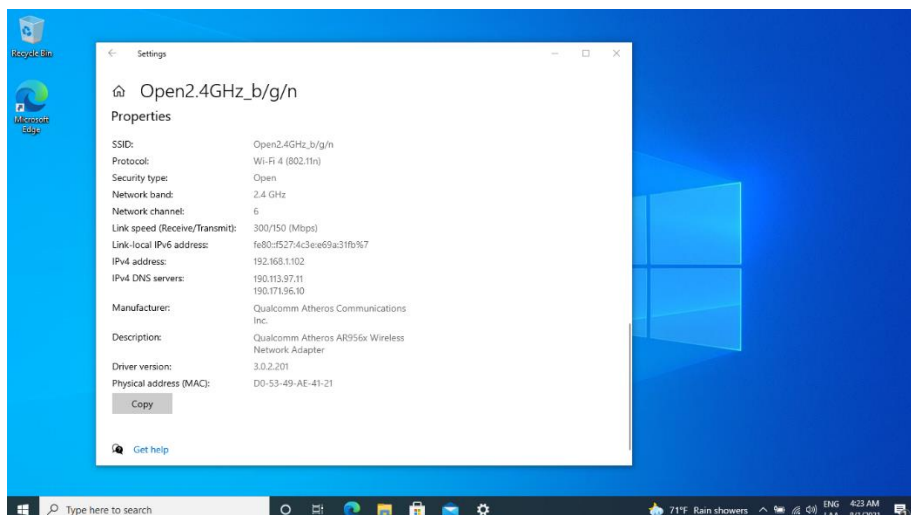 Recycle Bin
Microsoft
Edge
Settings
Open2.4GHz_b/g/n
Properties
SSID: Open2.4GHz_b/g/n
Protocol: Wi-Fi 4 (802.11n)
Security type: Open
Network band: 2.4 GHz
Network channel: 6
Link speed (Receive/Transmit): 300/150 (Mbps)
Link-local IPv6 address: fe80::f527:4c3e:e69a:31fb%7
IPv4 address: 192.168.1.102
IPv4 DNS servers: 190.113.97.11
190.171.96.10
Manufacturer: Qualcomm Atheros Communications
Inc.
Description: Qualcomm Atheros AR956x Wireless
Network Adapter
Driver version: 3.0.2.201
Physical address (MAC): D0-53-49-AE-41-21
Copy
Get help
Type here to search
71°F Rain showers
ENG 4:23 AM